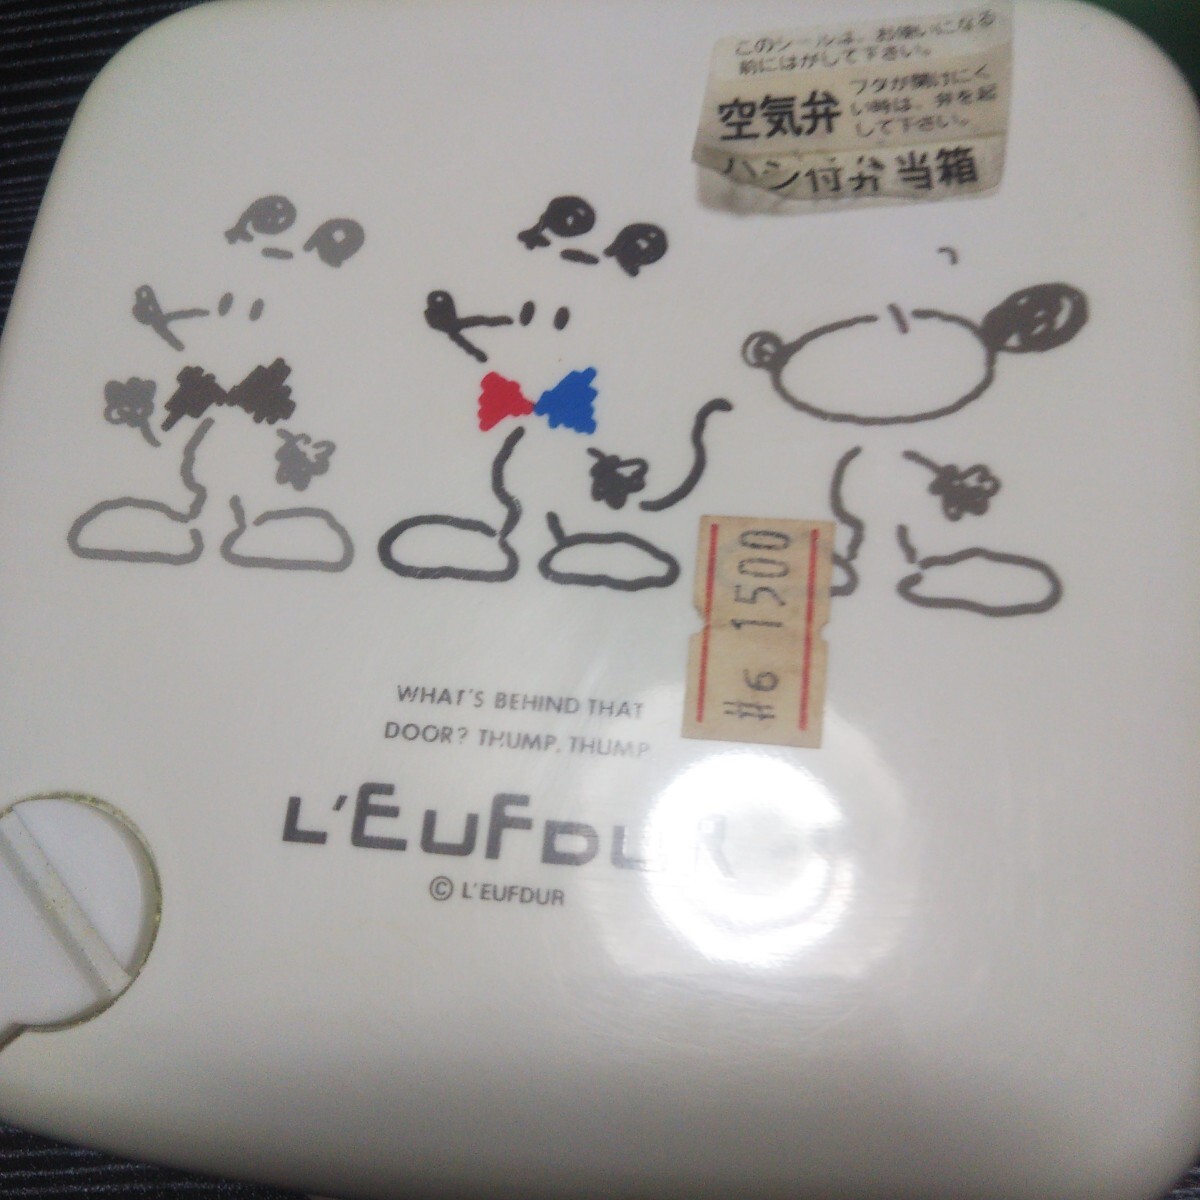 このシールは、お使いになる
前にはがして下さい。
空気弁 フタが開けにく
い時は、弁を起
して下さい。
ハシ付弁当箱
#6 1500
WHAT'S BEHIND THAT
DOOR? THUMP, THUMP
L'EUFDUR
© L'EUFDUR